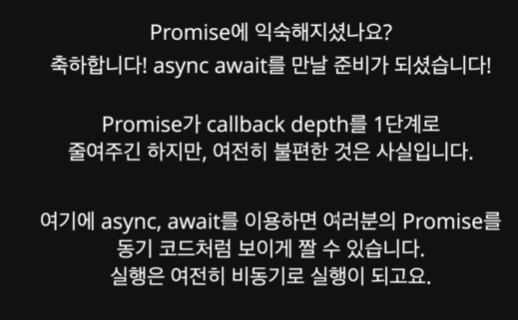 Promise에 익숙해지셨나요?
축하합니다! async await를 만날 준비가 되셨습니다!
Promise가 callback depth를 1단계로
줄여주긴 하지만, 여전히 불편한 것은 사실입니다.
여기에 async, await를 이용하면 여러분의 Promise를
동기 코드처럼 보이게 짤 수 있습니다.
실행은 여전히 비동기로 실행이 되고요.